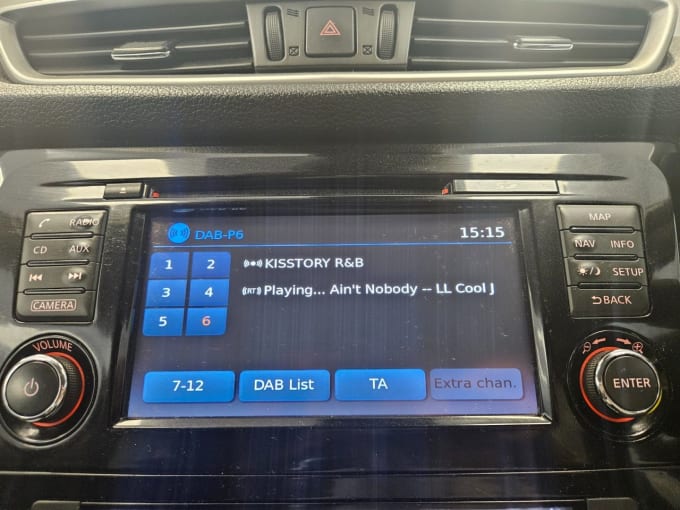 RADIO
CD AUX
CAMERA
VOLUME
DAB-P6 15:15
1 2
KISSTORY R&B
3 4
Playing... Ain't Nobody -- LL Cool J
5 6
7-12 DAB List TA Extra chan.
MAP
NAV INFO
SETUP
BACK
ENTER